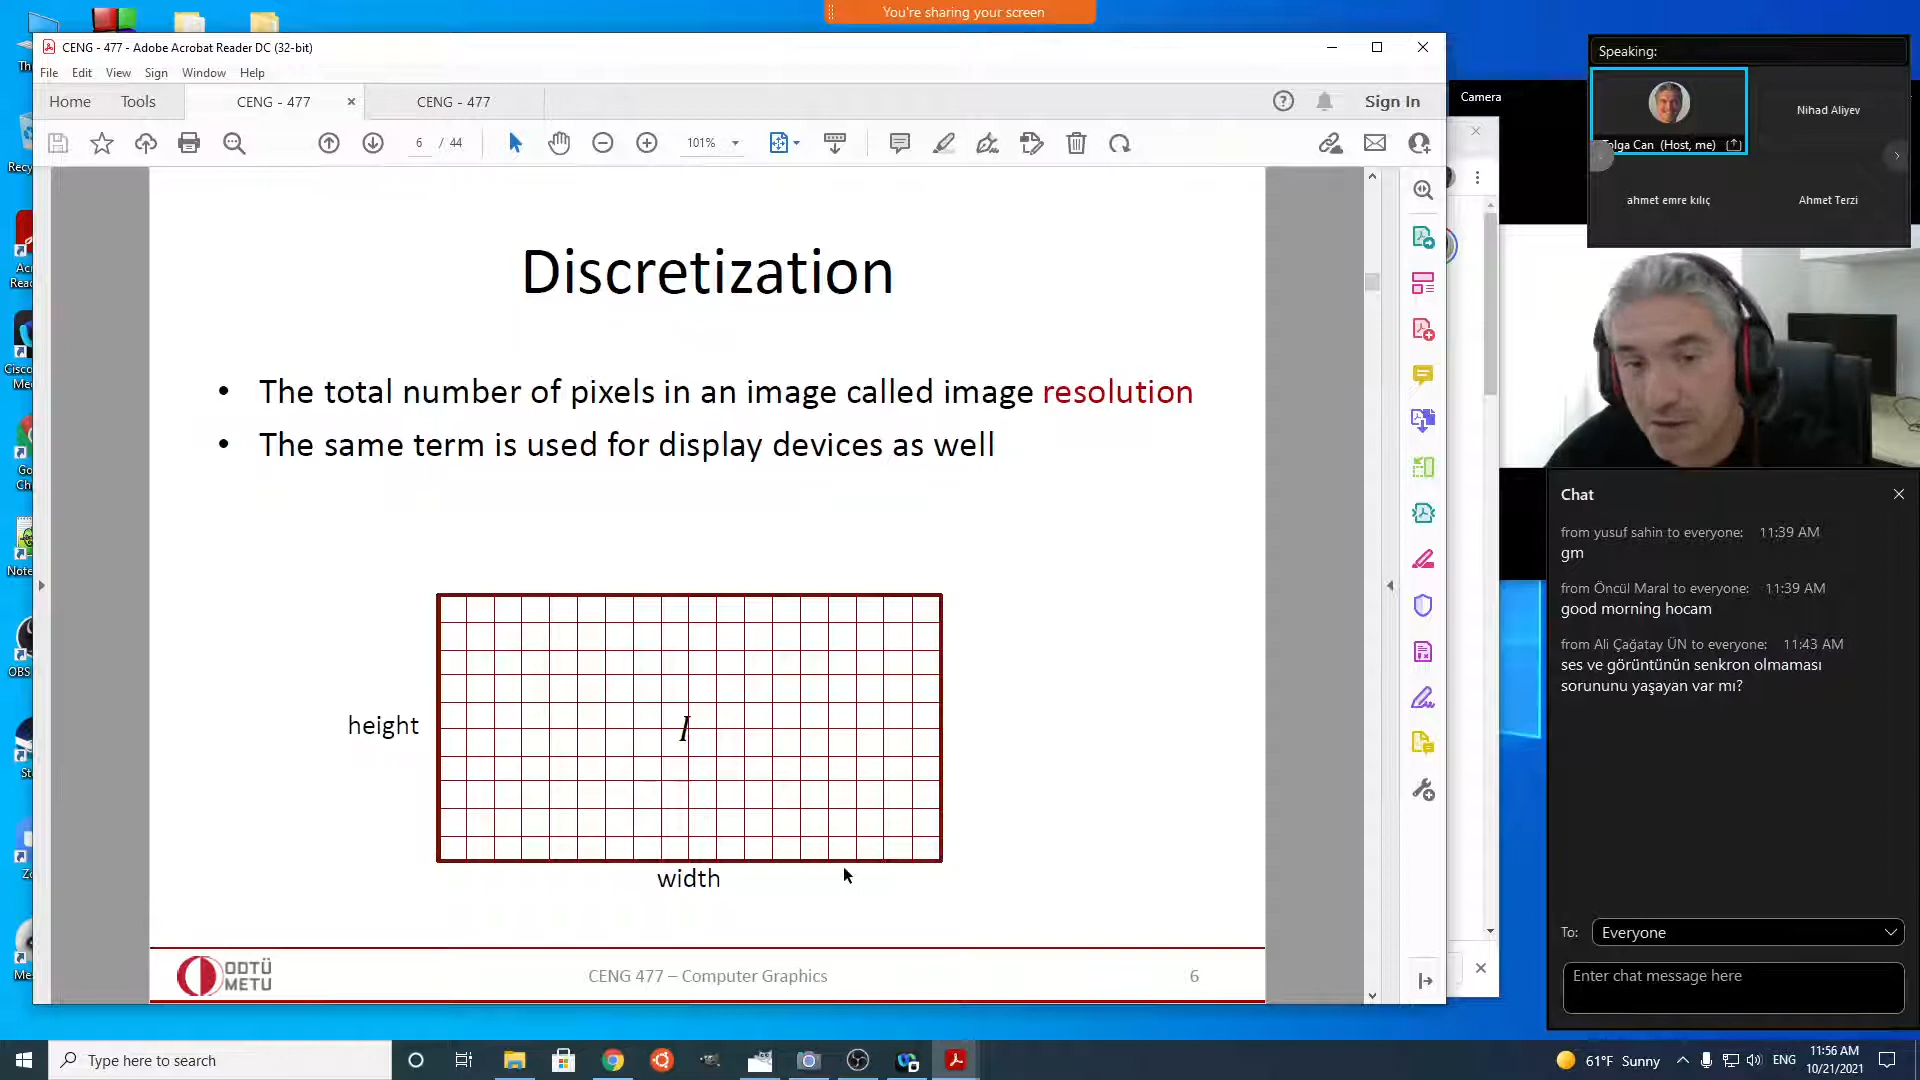 You're sharing your screen
CENG - 477 - Adobe Acrobat Reader DC (32-bit)
File Edit View Sign Window Help
Home Tools CENG - 477 CENG - 477 Sign In
6 / 44 101%
Discretization
• The total number of pixels in an image called image resolution
• The same term is used for display devices as well
height
I
width
ODTÜ
METU
CENG 477 – Computer Graphics
6
Camera
Speaking:
Tolga Can (Host, me)
Nihad Aliyev
ahmet emre kılıç
Ahmet Terzi
Chat
from yusuf sahin to everyone: 11:39 AM
gm
from Öncül Maral to everyone: 11:39 AM
good morning hocam
from Ali Çağatay ÜN to everyone: 11:43 AM
ses ve görüntünün senkron olmaması
sorununu yaşayan var mı?
To: Everyone
Enter chat message here
Type here to search
61°F Sunny
ENG
11:56 AM
10/21/2021